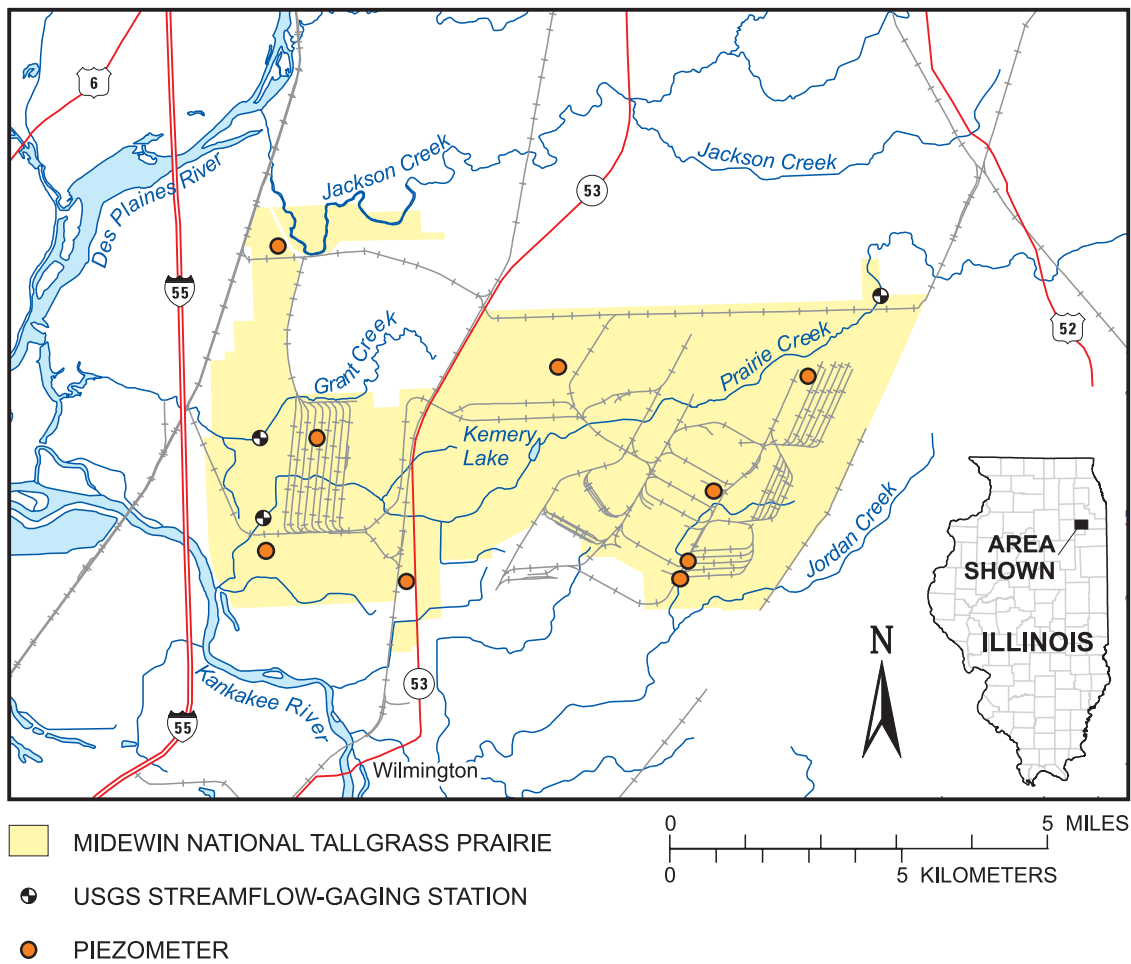 6
Des Plaines River
Jackson Creek
Jackson Creek
53
55
52
Grant Creek
Prairie Creek
Kemery
Lake
Jordan Creek
AREA
SHOWN
ILLINOIS
N
Kankakee River
53
55
Wilmington
MIDEWIN NATIONAL TALLGRASS PRAIRIE
USGS STREAMFLOW-GAGING STATION
PIEZOMETER
0 5 MILES
0 5 KILOMETERS